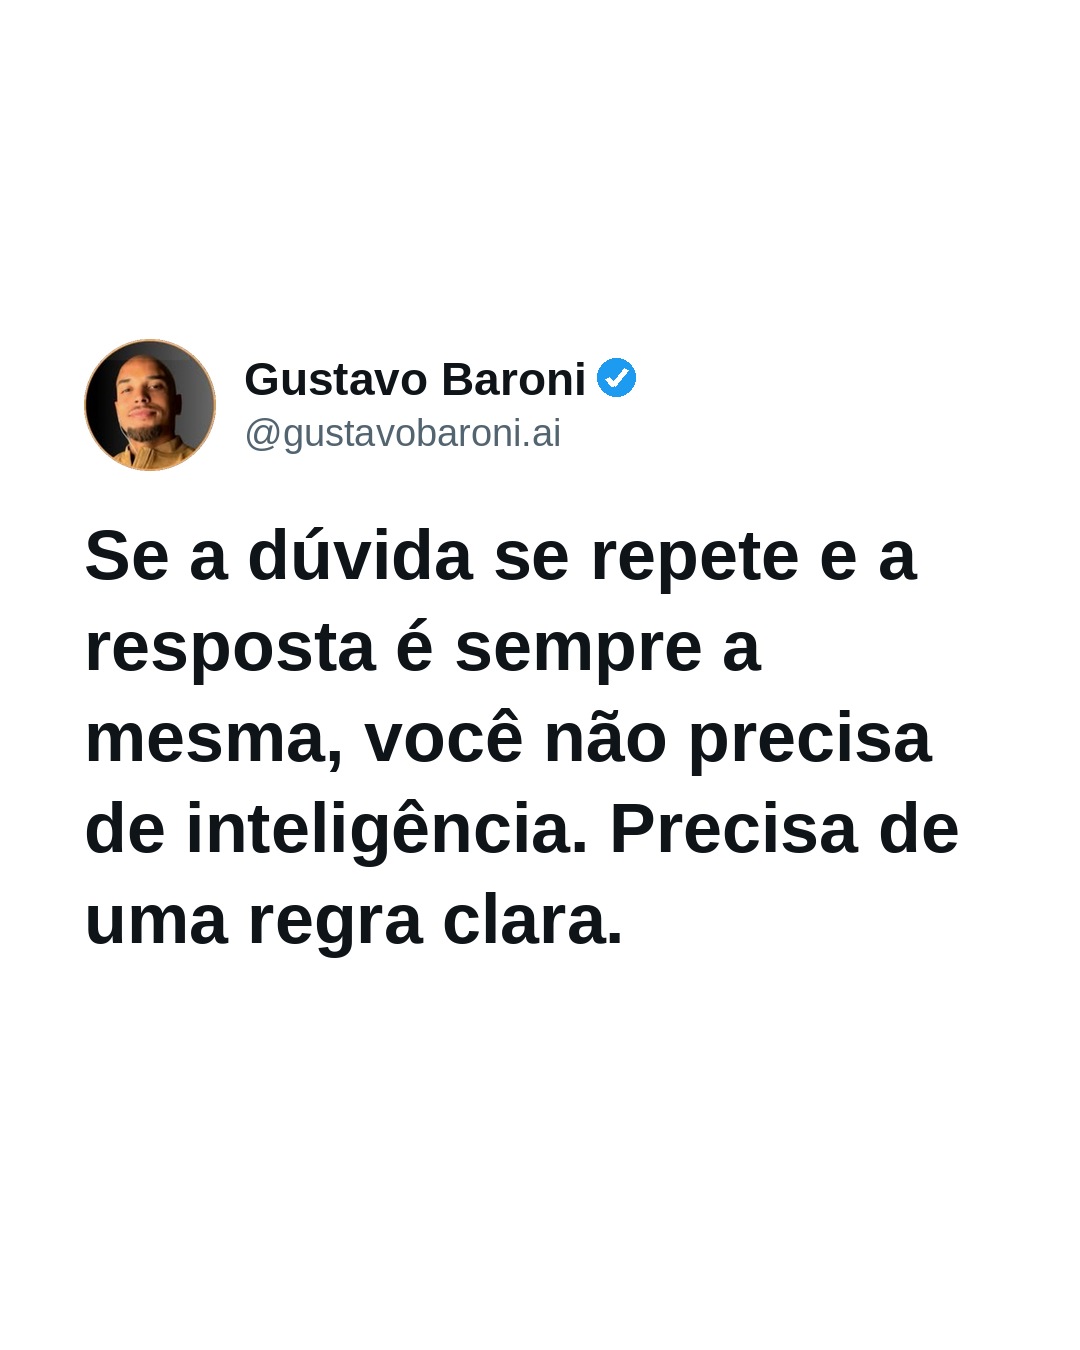 Gustavo Baroni
@gustavobaroni.ai
Se a dúvida se repete e a
resposta é sempre a
mesma, você não precisa
de inteligência. Precisa de
uma regra clara.